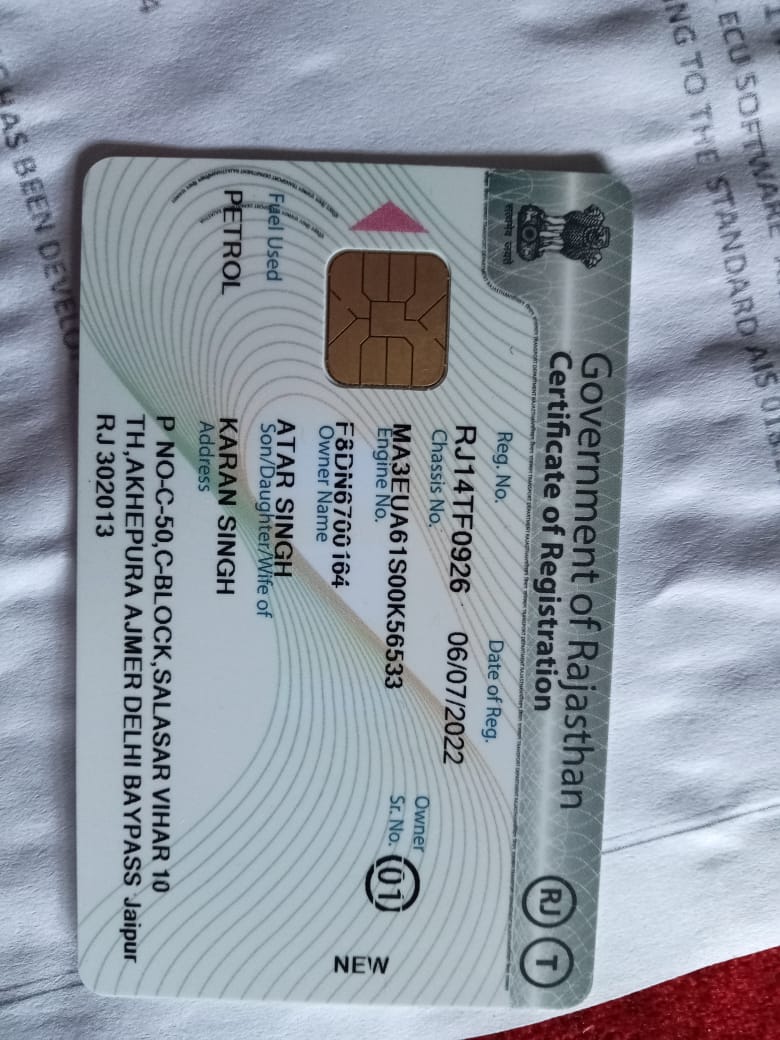 Government of Rajasthan
Certificate of Registration
RJ T
सत्यमेव जयते
Reg. No. Date of Reg.
RJ14TF0926 06/07/2022
Chassis No. Owner
MA3EUA61S00K56533 Sr. No. 01
Engine No.
F8DN6700164 NEW
Owner Name
ATAR SINGH
Son/Daughter/Wife of
KARAN SINGH
Address
P NO-C-50,C-BLOCK,SALASAR VIHAR 10
TH,AKHEPURA AJMER DELHI BAYPASS Jaipur
RJ 302013
Fuel Used
PETROL
ECU SOFTWARE
NG TO THE STANDARD AIS
HAS BEEN